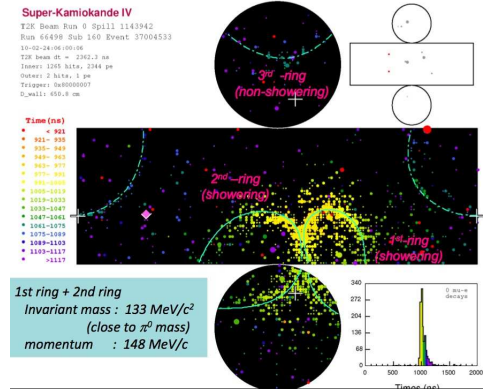 Super-Kamiokande IV
T2K Beam Run 0 Spill 1143942
Run 66498 Sub 160 Event 37004533
10-02-24:06:00:06
T2K beam dt = 2362.3 ns
Inner: 1265 hits, 2344 pe
Outer: 2 hits, 1 pe
Trigger: 0x80000007
D_wall: 650.8 cm
3rd -ring
(non-showering)
Time(ns)
< 921
921- 935
935- 949
949- 963
963- 977
977- 991
991-1005
1005-1019
1019-1033
1033-1047
1047-1061
1061-1075
1075-1089
1089-1103
1103-1117
>1117
2nd -ring
(showering)
1st-ring
(showering)
1st ring + 2nd ring
Invariant mass : 133 MeV/c²
(close to π⁰ mass)
momentum : 148 MeV/c
340
272
204
136
68
0
0 mu-e
decays
0 500 1000 1500 2000
Times (ns)